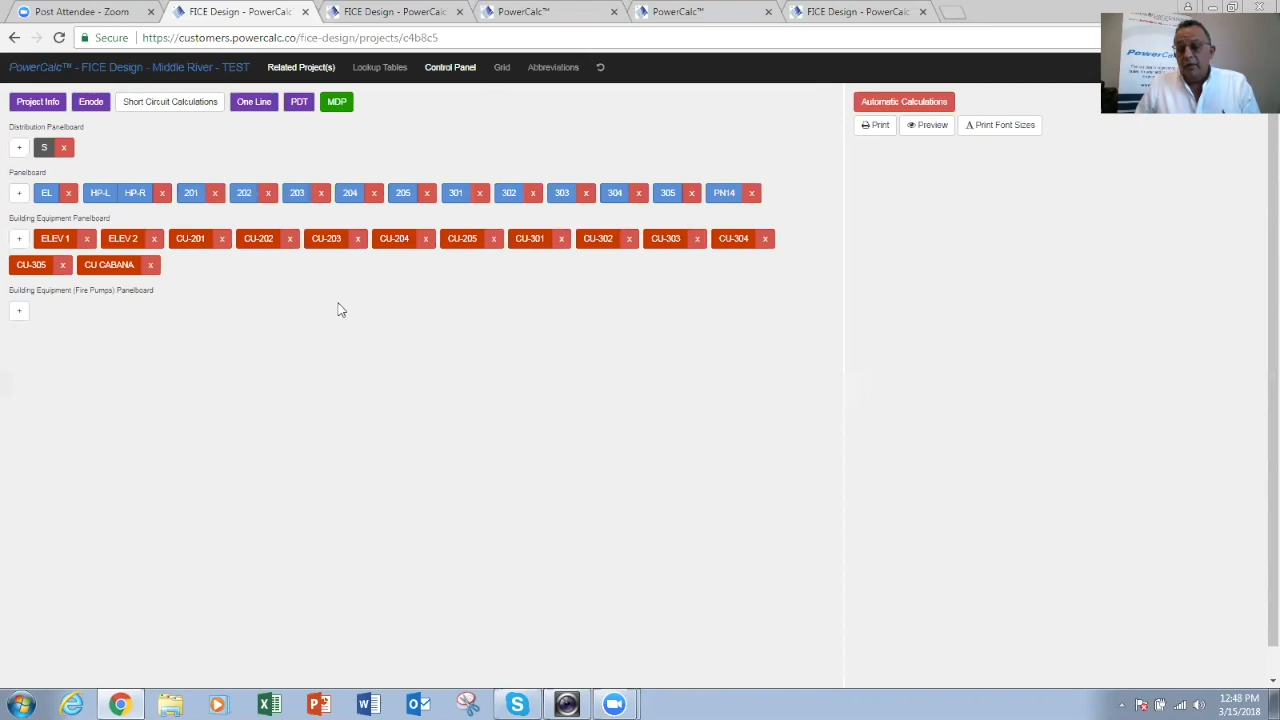 Post Attendee - Zoom x
FICE Design - PowerCalc x
FICE Design - PowerCalc x
PowerCalc™ x
PowerCalc™ x
FICE Design - PowerCalc x
Secure https://customers.powercalc.co/fice-design/projects/c4b8c5
PowerCalc™ - FICE Design - Middle River - TEST Related Project(s) Lookup Tables Control Panel Grid Abbreviations
Project Info Enode Short Circuit Calculations One Line PDT MDP
Automatic Calculations
Print Preview A Print Font Sizes
Distribution Panelboard
+ S x
Panelboard
+ EL x HP-L HP-R x 201 x 202 x 203 x 204 x 205 x 301 x 302 x 303 x 304 x 305 x PN14 x
Building Equipment Panelboard
+ ELEV 1 x ELEV 2 x CU-201 x CU-202 x CU-203 x CU-204 x CU-205 x CU-301 x CU-302 x CU-303 x CU-304 x
CU-305 x CU CABANA x
Building Equipment (Fire Pumps) Panelboard
+
12:48 PM
3/15/2018